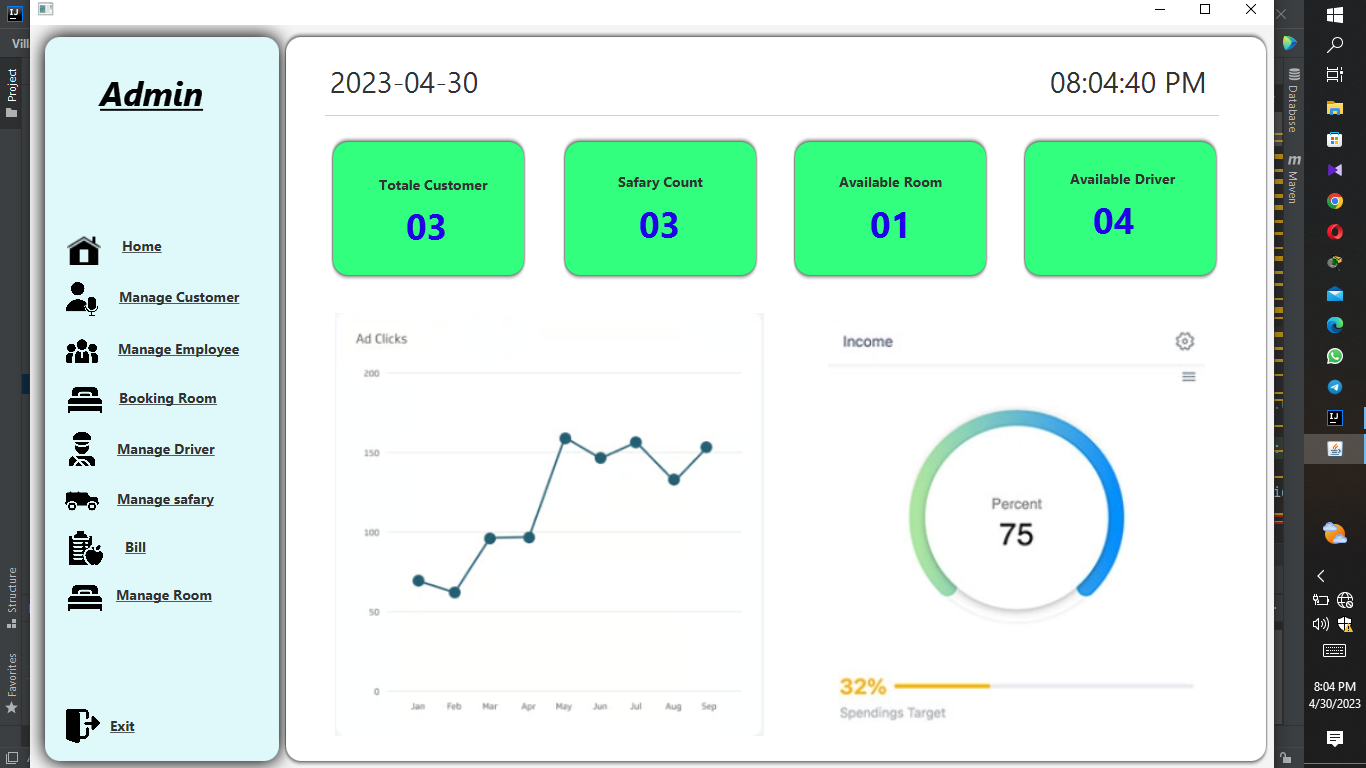 Vill
Project
Structure
Favorites
Admin
Home
Manage Customer
Manage Employee
Booking Room
Manage Driver
Manage safary
Bill
Manage Room
Exit
2023-04-30
08:04:40 PM
Totale Customer
03
Safary Count
03
Available Room
01
Available Driver
04
Ad Clicks
200
150
100
50
0
Jan Feb Mar Apr May Jun Jul Aug Sep
Income
Percent
75
32%
Spendings Target
Database
m
Maven
IJ
IJ
8:04 PM
4/30/2023